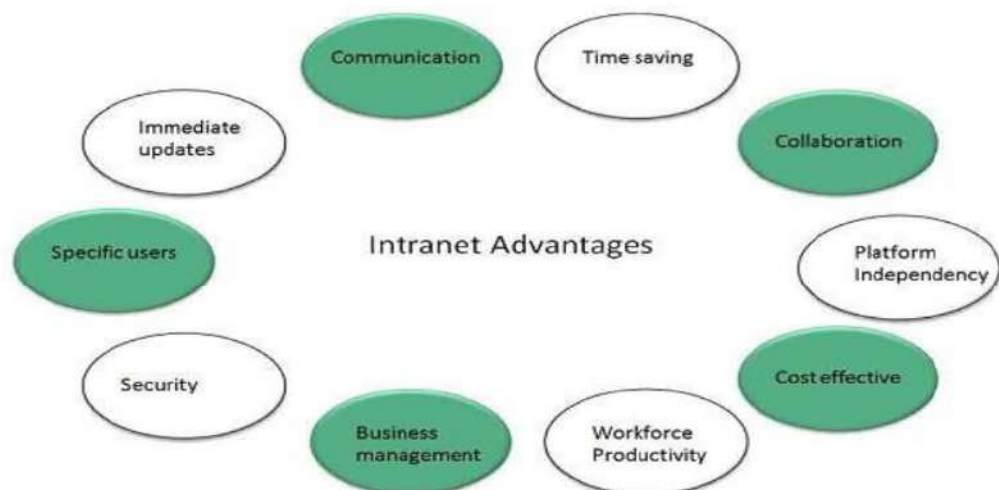 Communication
Time saving
Immediate
updates
Collaboration
Specific users
Intranet Advantages
Platform
Independency
Security
Cost effective
Business
management
Workforce
Productivity